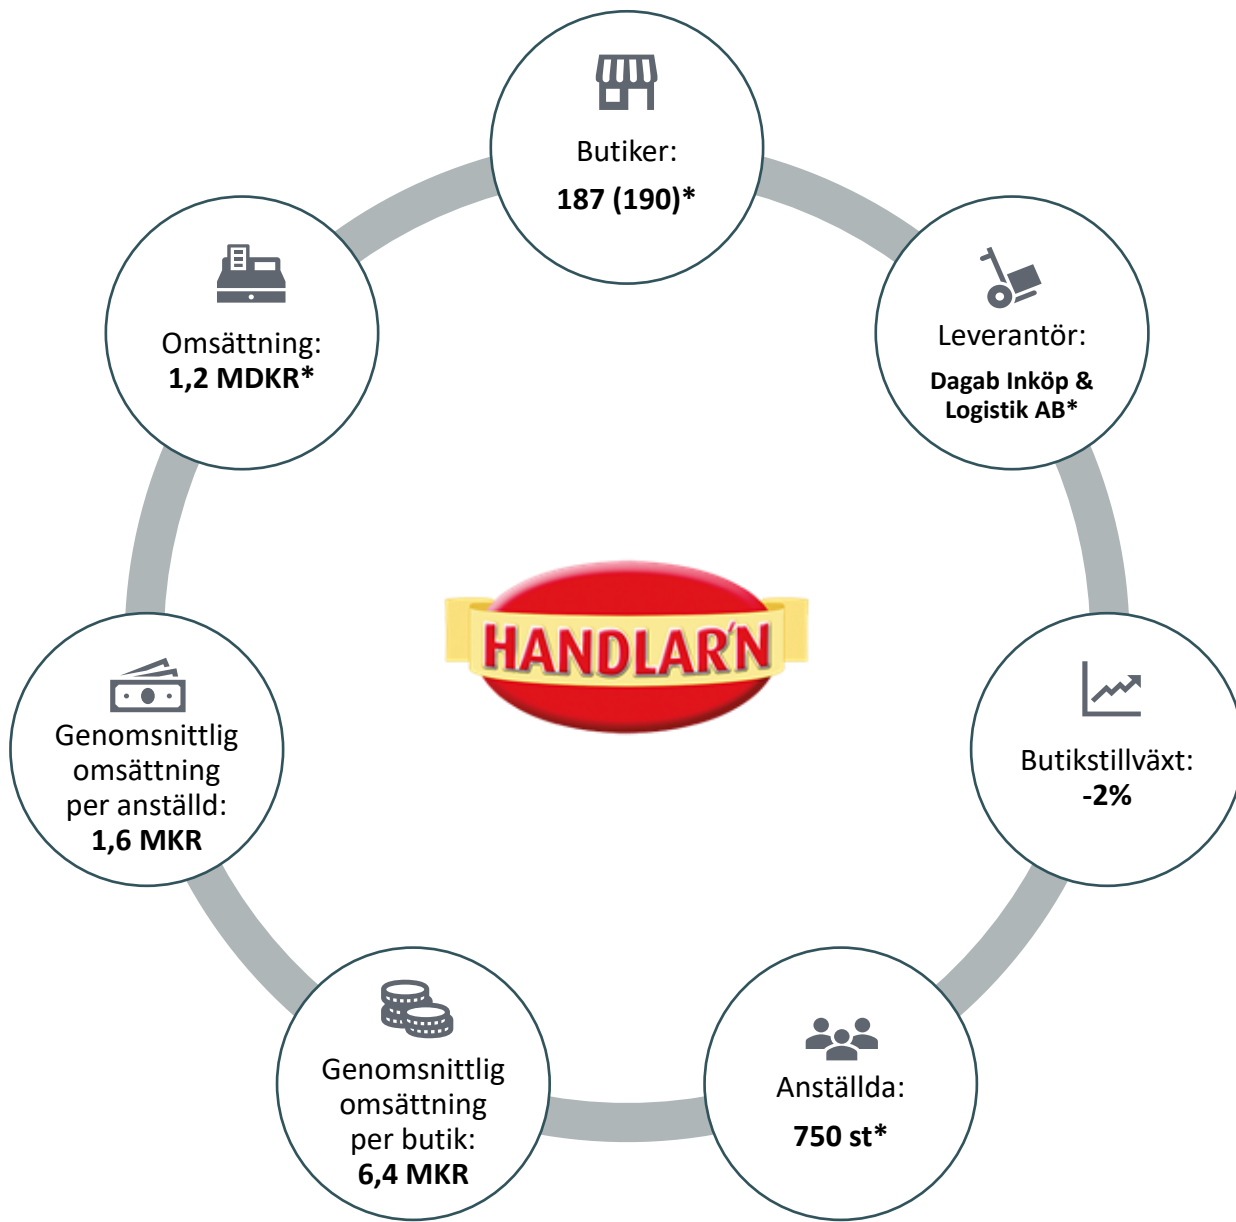 Butiker:
187 (190)*
Leverantör:
Dagab Inköp &
Logistik AB*
Butikstillväxt:
-2%
Anställda:
750 st*
Genomsnittlig
omsättning
per butik:
6,4 MKR
Genomsnittlig
omsättning
per anställd:
1,6 MKR
Omsättning:
1,2 MDKR*
HANDLAR'N